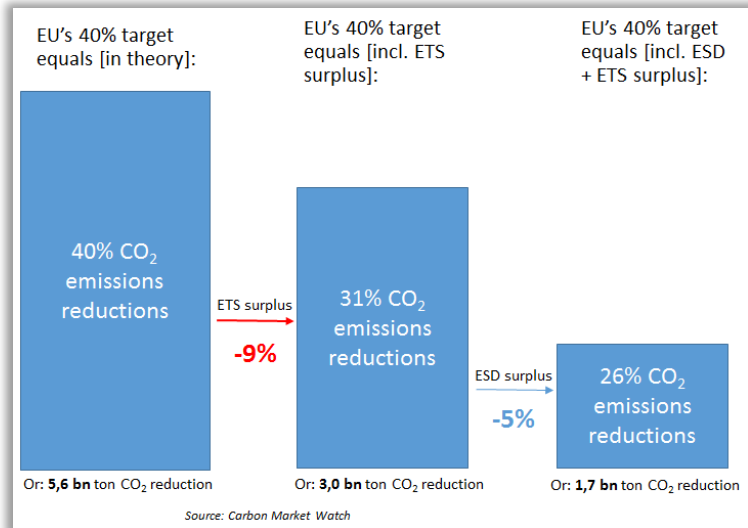 EU's 40% target
equals [in theory]:
EU's 40% target
equals [incl. ETS
surplus]:
EU's 40% target
equals [incl. ESD
+ ETS surplus]:
40% CO₂
emissions
reductions
ETS surplus
-9%
31% CO₂
emissions
reductions
ESD surplus
-5%
26% CO₂
emissions
reductions
Or: 5,6 bn ton CO₂ reduction
Or: 3,0 bn ton CO₂ reduction
Or: 1,7 bn ton CO₂ reduction
Source: Carbon Market Watch